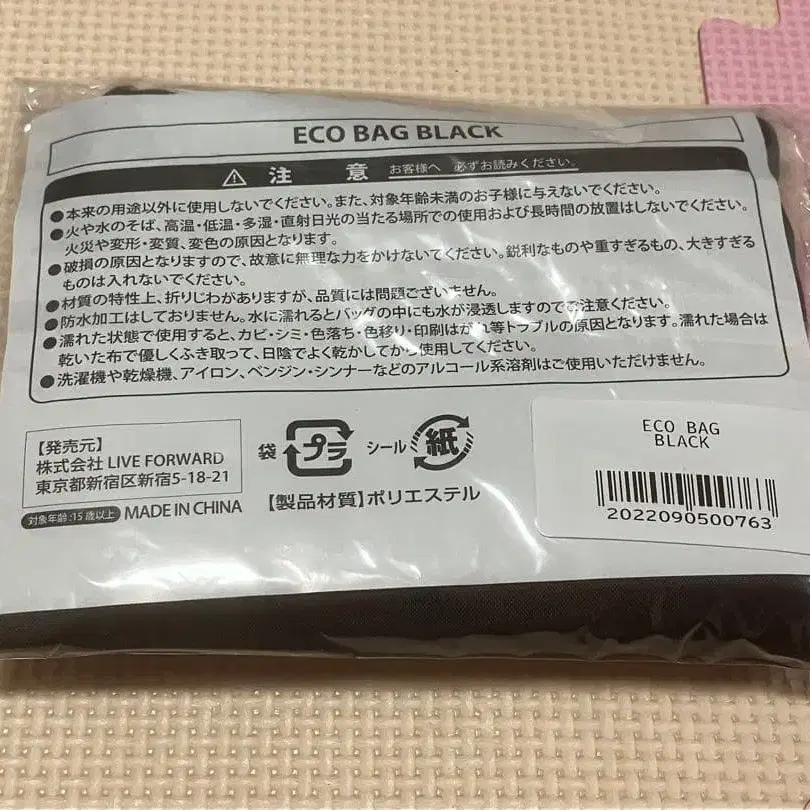 ECO BAG BLACK
⚠ 注 意 お客様へ 必ずお読みください。
●本来の用途以外に使用しないでください。また、対象年齢未満のお子様に与えないでください。
●火や水のそば、高温・低温・多湿・直射日光の当たる場所での使用および長時間の放置はしないでください。
火災や変形・変質、変色の原因となります。
●破損の原因となりますので、故意に無理な力をかけないでください。鋭利なものや重すぎるもの、大きすぎる
ものは入れないでください。
●材質の特性上、折りじわがありますが、品質には問題ございません。
●防水加工はしておりません。水に濡れるとバッグの中にも水が浸透しますのでご注意ください。
●濡れた状態で使用すると、カビ・シミ・色落ち・色移り・印刷はがれ等トラブルの原因となります。濡れた場合は
乾いた布で優しくふき取って、日陰でよく乾かしてから使用してください。
●洗濯機や乾燥機、アイロン、ベンジン・シンナーなどのアルコール系溶剤はご使用いただけません。
【発売元】
株式会社 LIVE FORWARD
東京都新宿区新宿5-18-21
対象年齢:15歳以上 MADE IN CHINA
袋 プラ シール 紙
【製品材質】ポリエステル
ECO BAG
BLACK
2022090500763